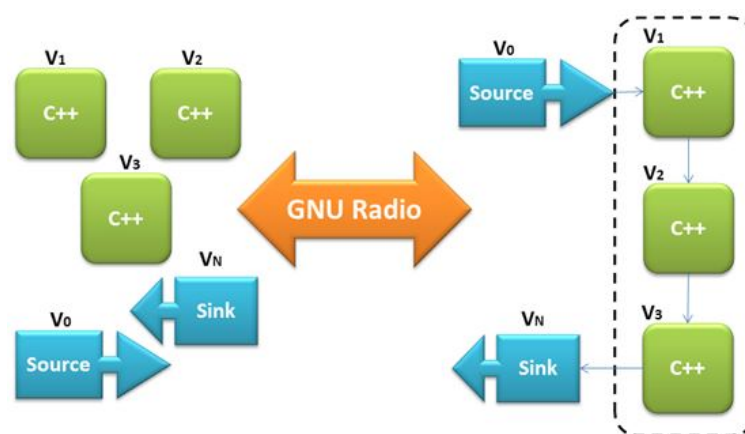 V1
V2
C++
C++
V3
C++
VN
Sink
V0
Source
GNU Radio
V0
Source
V1
C++
V2
C++
V3
C++
VN
Sink